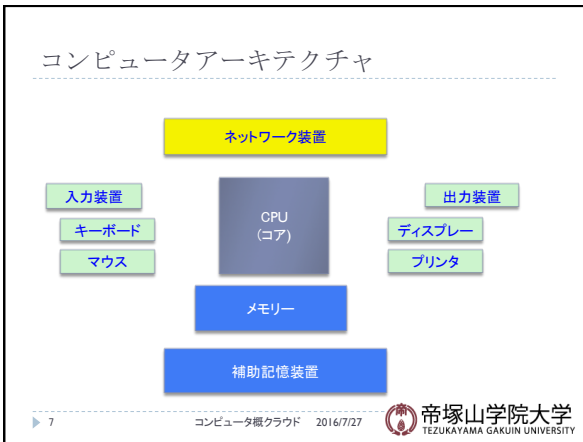 コンピュータアーキテクチャ
ネットワーク装置
入力装置
キーボード
マウス
CPU
(コア)
出力装置
ディスプレー
プリンタ
メモリー
補助記憶装置
7 コンピュータ概クラウド 2016/7/27
帝塚山学院大学
TEZUKAYAMA GAKUIN UNIVERSITY